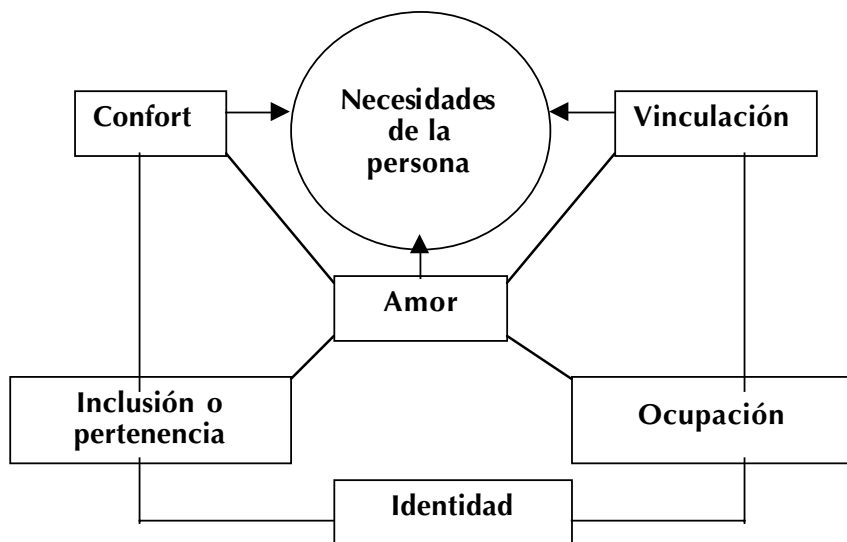 Necesidades
de la
persona
Confort
Vinculación
Amor
Inclusión o
pertenencia
Ocupación
Identidad